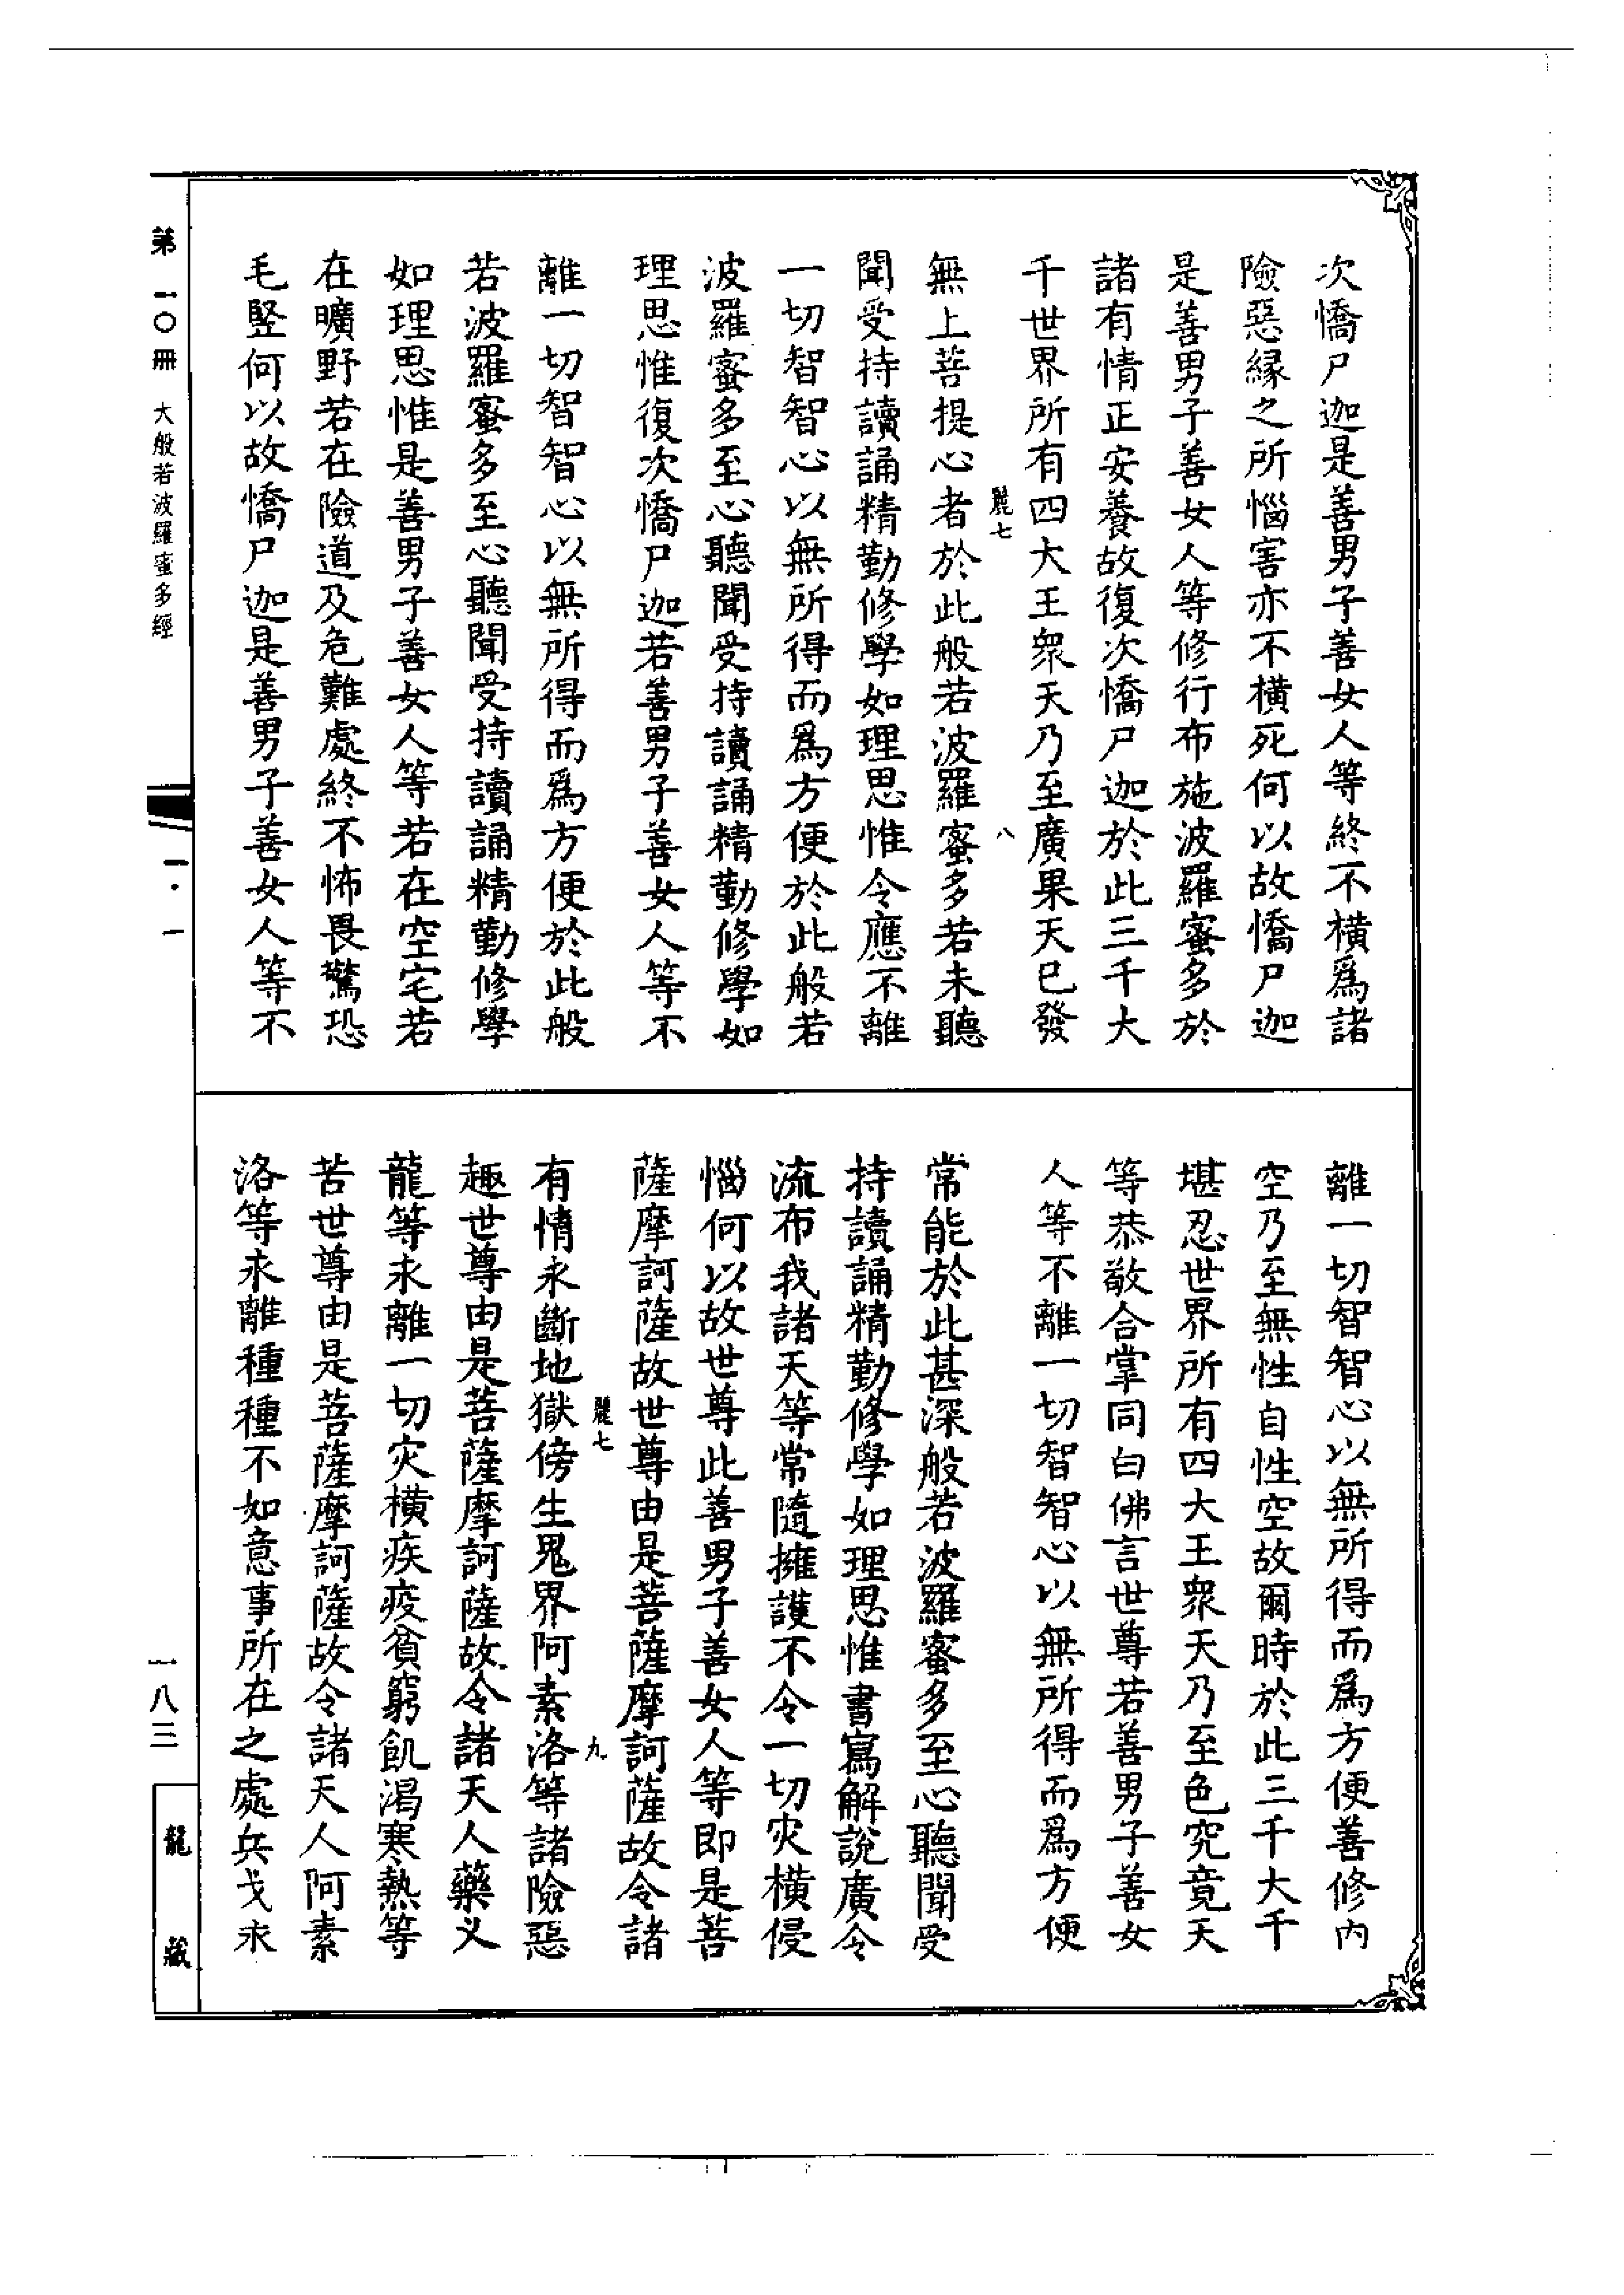 次憍尸迦是善男子善女人等終不橫爲諸
險惡緣之所惱害亦不橫死何以故憍尸迦
是善男子善女人等修行布施波羅蜜多於
諸有情正安養故復次憍尸迦於此三千大
千世界所有四大王衆天乃至廣果天已發
麗七
八
無上菩提心者於此般若波羅蜜多若未聽
聞受持讀誦精勤修學如理思惟令應不離
一切智智心以無所得而爲方便於此般若
波羅蜜多至心聽聞受持讀誦精勤修學如
理思惟復次憍尸迦若善男子善女人等不
離一切智智心以無所得而爲方便於此般
若波羅蜜多至心聽聞受持讀誦精勤修學
如理思惟是善男子善女人等若在空宅若
在曠野若在險道及危難處終不怖畏驚恐
毛竪何以故憍尸迦是善男子善女人等不
離一切智智心以無所得而爲方便善修內
空乃至無性自性空故爾時於此三千大千
堪忍世界所有四大王衆天乃至色究竟天
等恭敬合掌同白佛言世尊若善男子善女
人等不離一切智智心以無所得而爲方便
常能於此甚深般若波羅蜜多至心聽聞受
持讀誦精勤修學如理思惟書寫解說廣令
流布我諸天等常隨擁護不令一切灾橫侵
惱何以故世尊此善男子善女人等即是菩
薩摩訶薩故世尊由是菩薩摩訶薩故令諸
麗七
九
有情永斷地獄傍生鬼界阿素洛等諸險惡
趣世尊由是菩薩摩訶薩故令諸天人藥叉
龍等永離一切灾橫疾疫貧窮飢渴寒熱等
苦世尊由是菩薩摩訶薩故令諸天人阿素
洛等永離種種不如意事所在之處兵戈永
第一〇冊 大般若波羅蜜多經
一·一
一八三
龍藏